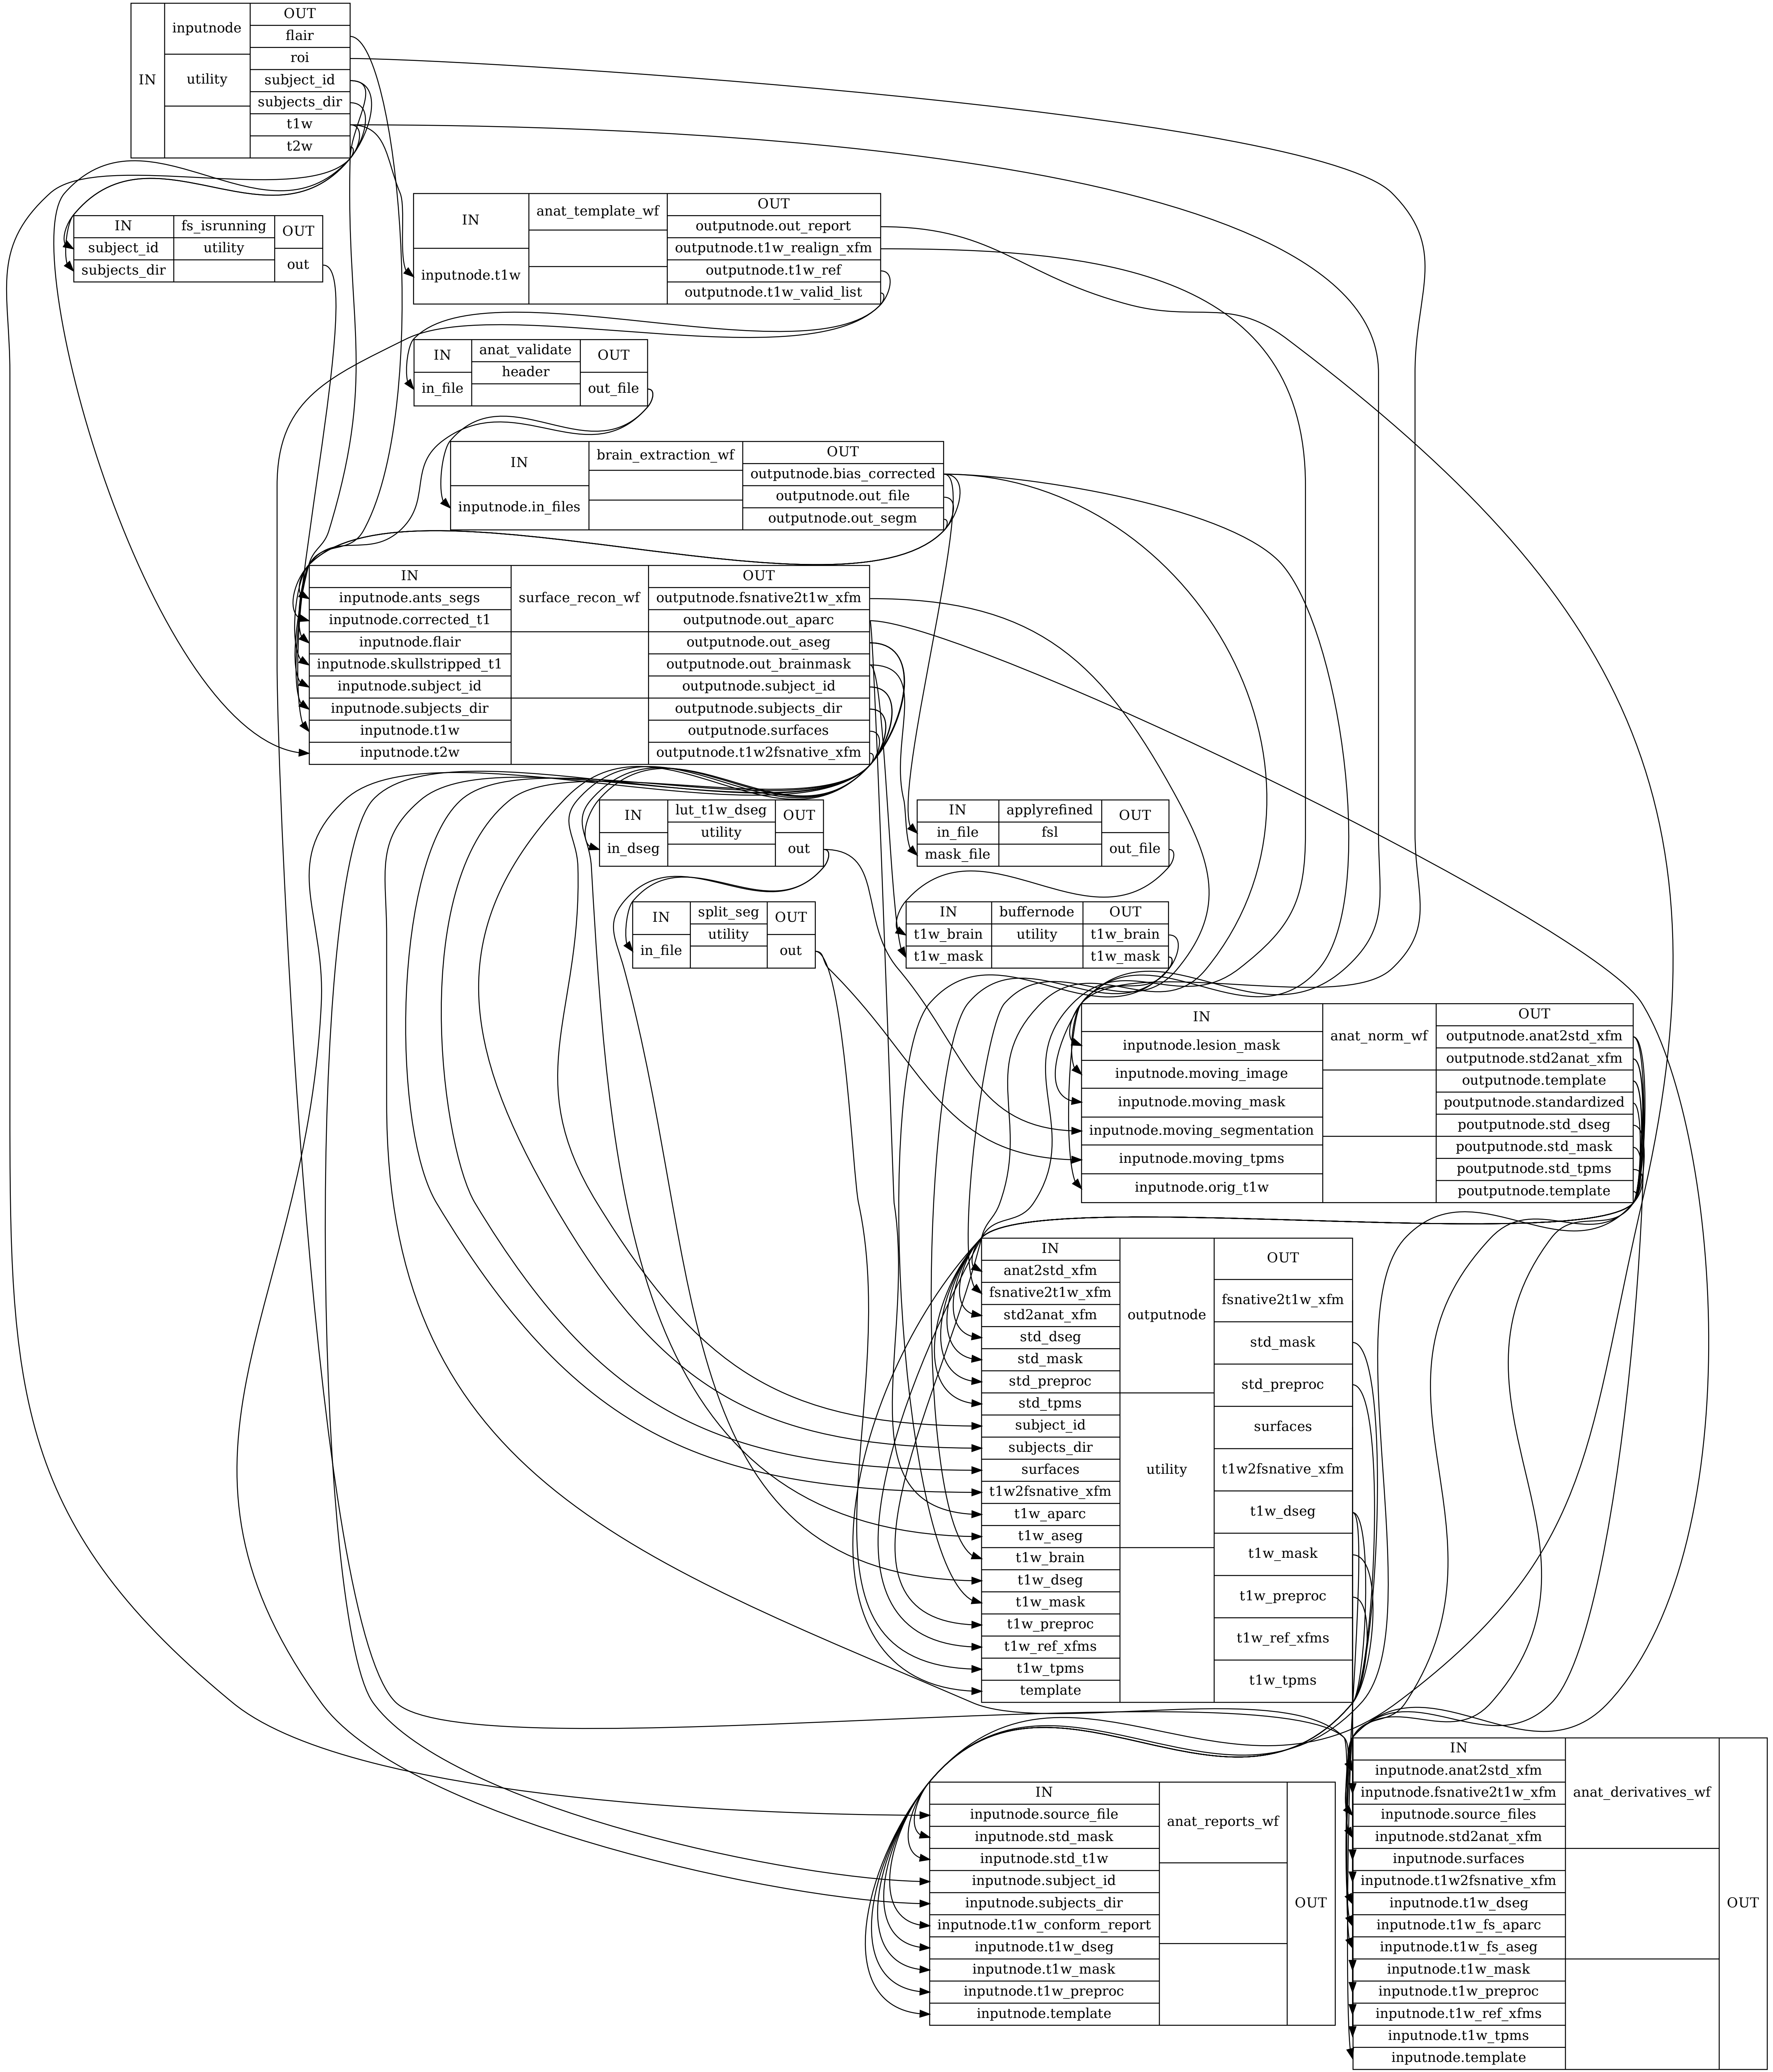 IN
inputnode
utility
OUT
flair
roi
subject_id
subjects_dir
t1w
t2w
IN
anat_template_wf
OUT
inputnode.t1w
outputnode.out_report
outputnode.t1w_realign_xfm
outputnode.t1w_ref
outputnode.t1w_valid_list
IN
subject_id
subjects_dir
fs_isrunning
utility
OUT
out
IN
in_file
anat_validate
header
OUT
out_file
IN
inputnode.in_files
brain_extraction_wf
OUT
outputnode.bias_corrected
outputnode.out_file
outputnode.out_segm
IN
inputnode.ants_segs
inputnode.corrected_t1
inputnode.flair
inputnode.skullstripped_t1
inputnode.subject_id
inputnode.subjects_dir
inputnode.t1w
inputnode.t2w
surface_recon_wf
OUT
outputnode.fsnative2t1w_xfm
outputnode.out_aparc
outputnode.out_aseg
outputnode.out_brainmask
outputnode.subject_id
outputnode.subjects_dir
outputnode.surfaces
outputnode.t1w2fsnative_xfm
IN
in_dseg
lut_t1w_dseg
utility
OUT
out
IN
in_file
mask_file
applyrefined
fsl
OUT
out_file
IN
in_file
split_seg
utility
OUT
out
IN
t1w_brain
t1w_mask
buffernode
utility
OUT
t1w_brain
t1w_mask
IN
inputnode.lesion_mask
inputnode.moving_image
inputnode.moving_mask
inputnode.moving_segmentation
inputnode.moving_tpms
inputnode.orig_t1w
anat_norm_wf
OUT
outputnode.anat2std_xfm
outputnode.std2anat_xfm
outputnode.template
poutputnode.standardized
poutputnode.std_dseg
poutputnode.std_mask
poutputnode.std_tpms
poutputnode.template
IN
anat2std_xfm
fsnative2t1w_xfm
std2anat_xfm
std_dseg
std_mask
std_preproc
std_tpms
subject_id
subjects_dir
surfaces
t1w2fsnative_xfm
t1w_aparc
t1w_aseg
t1w_brain
t1w_dseg
t1w_mask
t1w_preproc
t1w_ref_xfms
t1w_tpms
template
outputnode
utility
OUT
fsnative2t1w_xfm
std_mask
std_preproc
surfaces
t1w2fsnative_xfm
t1w_dseg
t1w_mask
t1w_preproc
t1w_ref_xfms
t1w_tpms
IN
inputnode.source_file
inputnode.std_mask
inputnode.std_t1w
inputnode.subject_id
inputnode.subjects_dir
inputnode.t1w_conform_report
inputnode.t1w_dseg
inputnode.t1w_mask
inputnode.t1w_preproc
inputnode.template
anat_reports_wf
OUT
IN
inputnode.anat2std_xfm
inputnode.fsnative2t1w_xfm
inputnode.source_files
inputnode.std2anat_xfm
inputnode.surfaces
inputnode.t1w2fsnative_xfm
inputnode.t1w_dseg
inputnode.t1w_fs_aparc
inputnode.t1w_fs_aseg
inputnode.t1w_mask
inputnode.t1w_preproc
inputnode.t1w_ref_xfms
inputnode.t1w_tpms
inputnode.template
anat_derivatives_wf
OUT